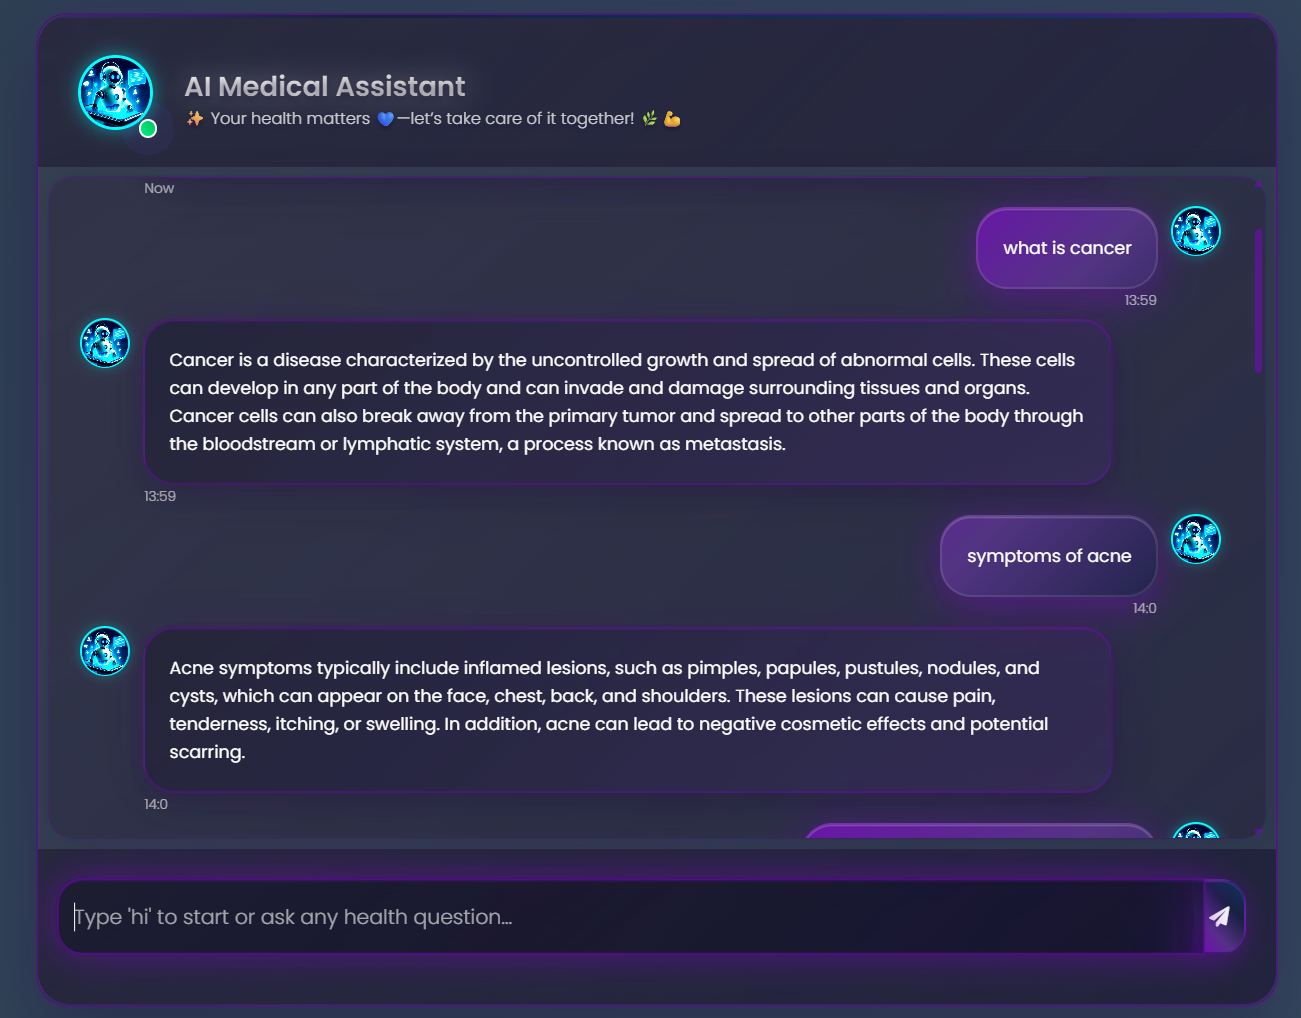 AI Medical Assistant
✨ Your health matters 💙—let's take care of it together! 🌿 💪
Now
what is cancer
13:59
Cancer is a disease characterized by the uncontrolled growth and spread of abnormal cells. These cells
can develop in any part of the body and can invade and damage surrounding tissues and organs.
Cancer cells can also break away from the primary tumor and spread to other parts of the body through
the bloodstream or lymphatic system, a process known as metastasis.
13:59
symptoms of acne
14:0
Acne symptoms typically include inflamed lesions, such as pimples, papules, pustules, nodules, and
cysts, which can appear on the face, chest, back, and shoulders. These lesions can cause pain,
tenderness, itching, or swelling. In addition, acne can lead to negative cosmetic effects and potential
scarring.
14:0
Type 'hi' to start or ask any health question...